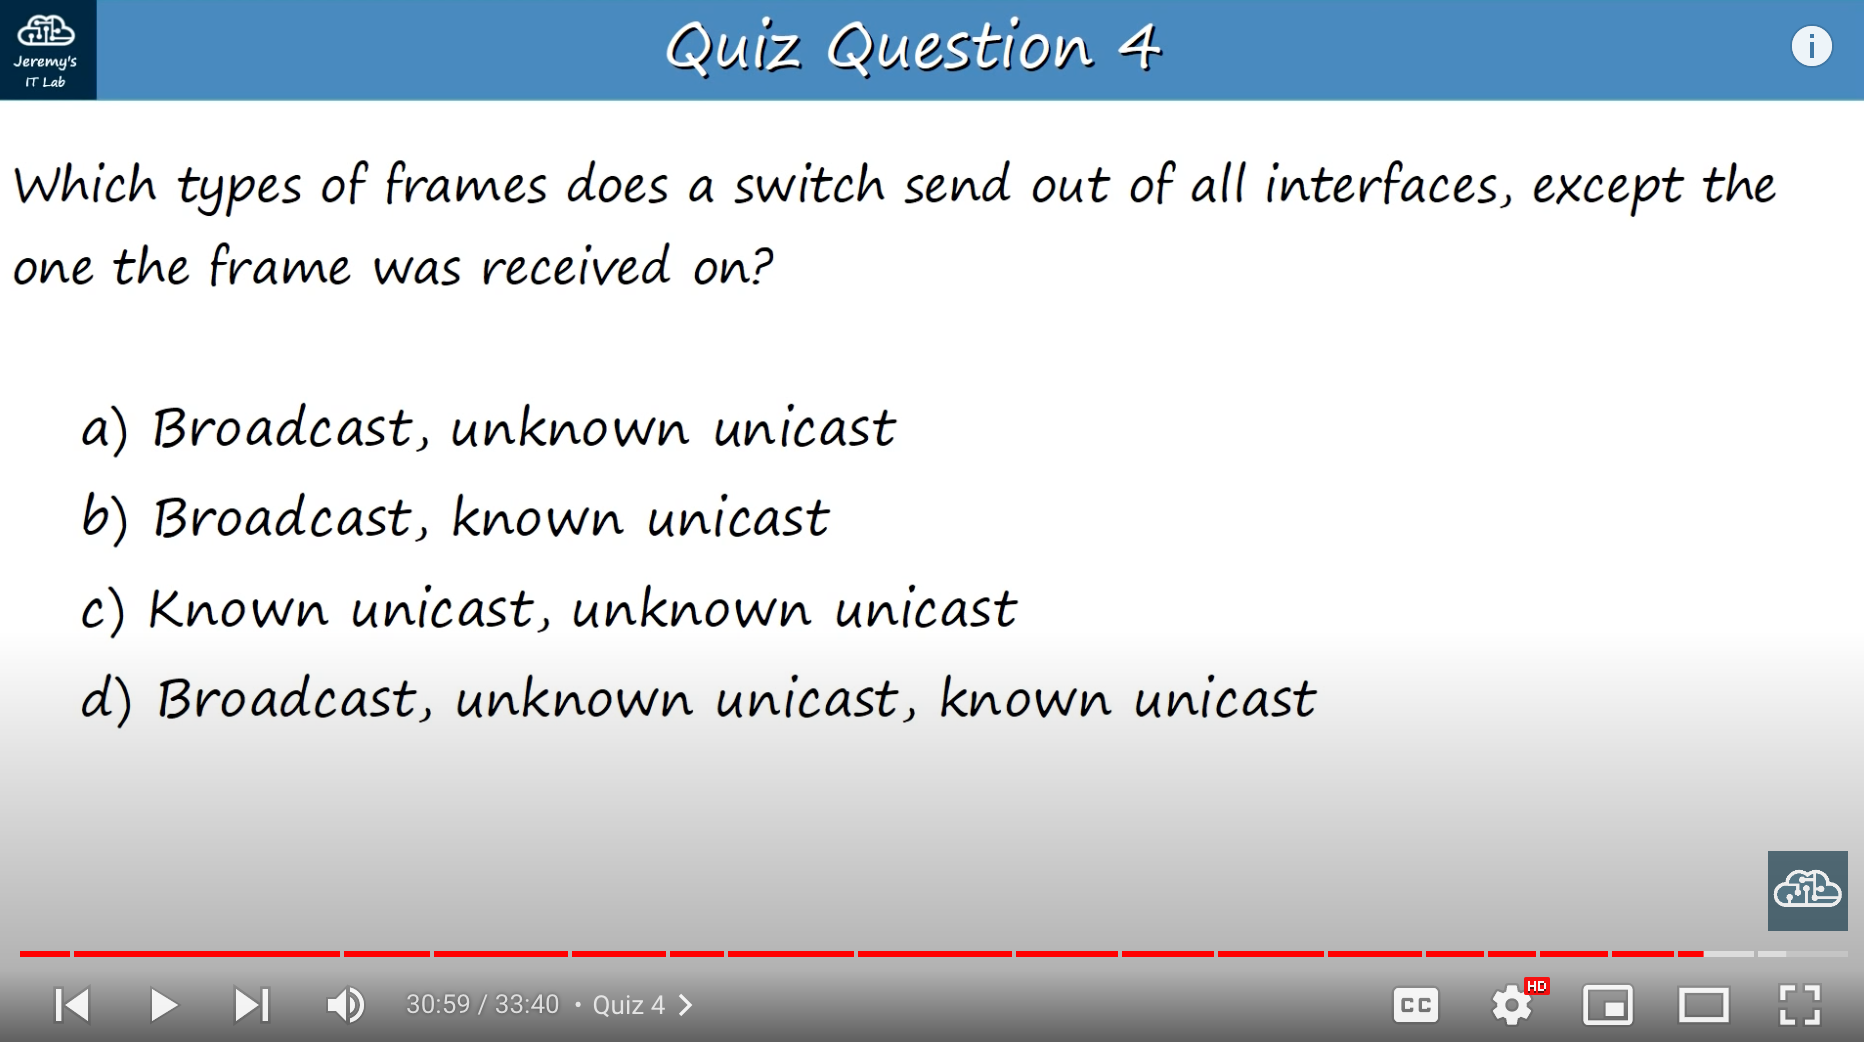 Jeremy's
IT Lab
Quiz Question 4
Which types of frames does a switch send out of all interfaces, except the
one the frame was received on?
a) Broadcast, unknown unicast
b) Broadcast, known unicast
c) Known unicast, unknown unicast
d) Broadcast, unknown unicast, known unicast
30:59 / 33:40 • Quiz 4
CC
HD